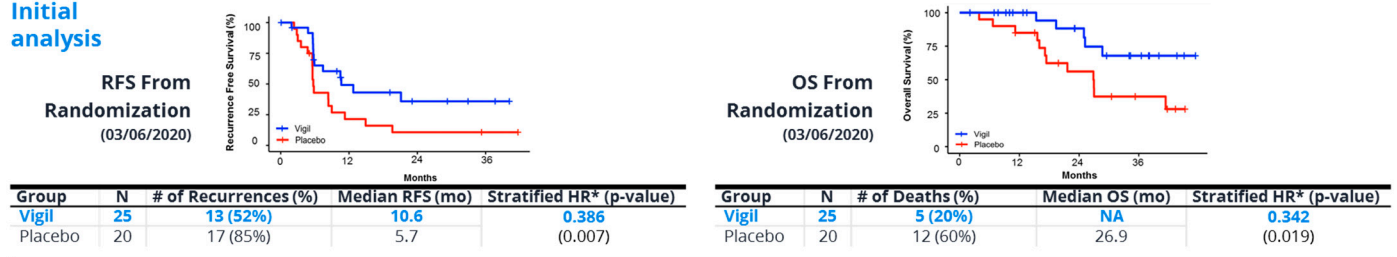 Initial
analysis
RFS From
Randomization
(03/06/2020)
Recurrence Free Survival (%)
100
75
50
25
0
Vigil
Placebo
0 12 24 36
Months
Group N # of Recurrences (%) Median RFS (mo) Stratified HR* (p-value)
Vigil 25 13 (52%) 10.6 0.386
Placebo 20 17 (85%) 5.7 (0.007)
OS From
Randomization
(03/06/2020)
Overall Survival (%)
100
75
50
25
0
Vigil
Placebo
0 12 24 36
Months
Group N # of Deaths (%) Median OS (mo) Stratified HR* (p-value)
Vigil 25 5 (20%) NA 0.342
Placebo 20 12 (60%) 26.9 (0.019)